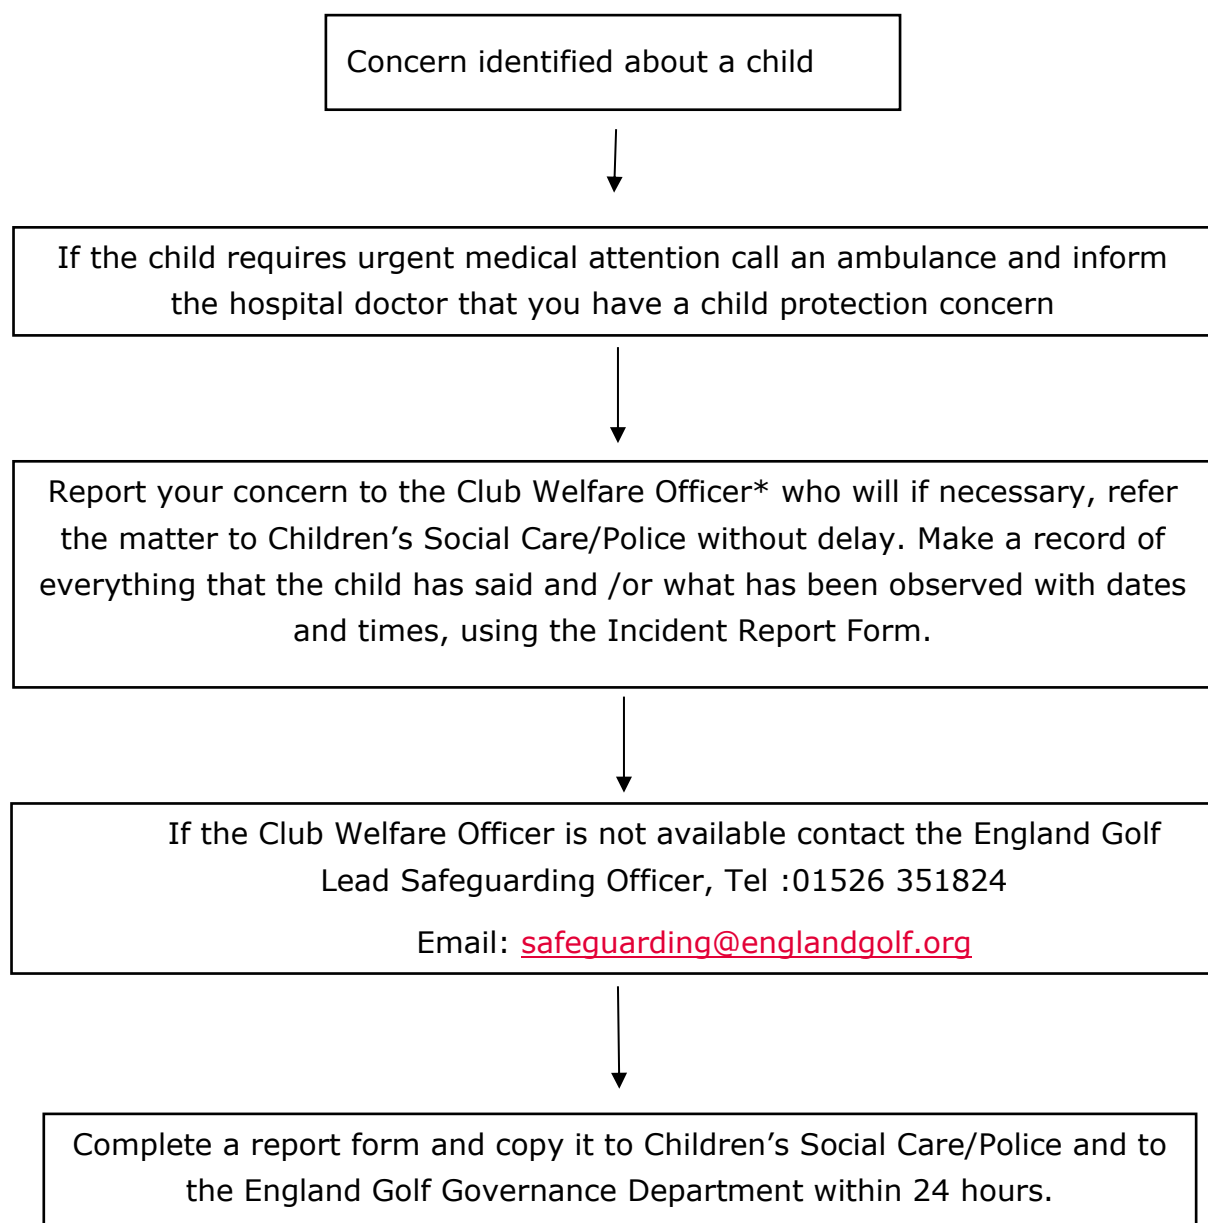 Concern identified about a child
If the child requires urgent medical attention call an ambulance and inform
the hospital doctor that you have a child protection concern
Report your concern to the Club Welfare Officer* who will if necessary, refer
the matter to Children’s Social Care/Police without delay. Make a record of
everything that the child has said and /or what has been observed with dates
and times, using the Incident Report Form.
If the Club Welfare Officer is not available contact the England Golf
Lead Safeguarding Officer, Tel :01526 351824
Email: safeguarding@englandgolf.org
Complete a report form and copy it to Children’s Social Care/Police and to
the England Golf Governance Department within 24 hours.